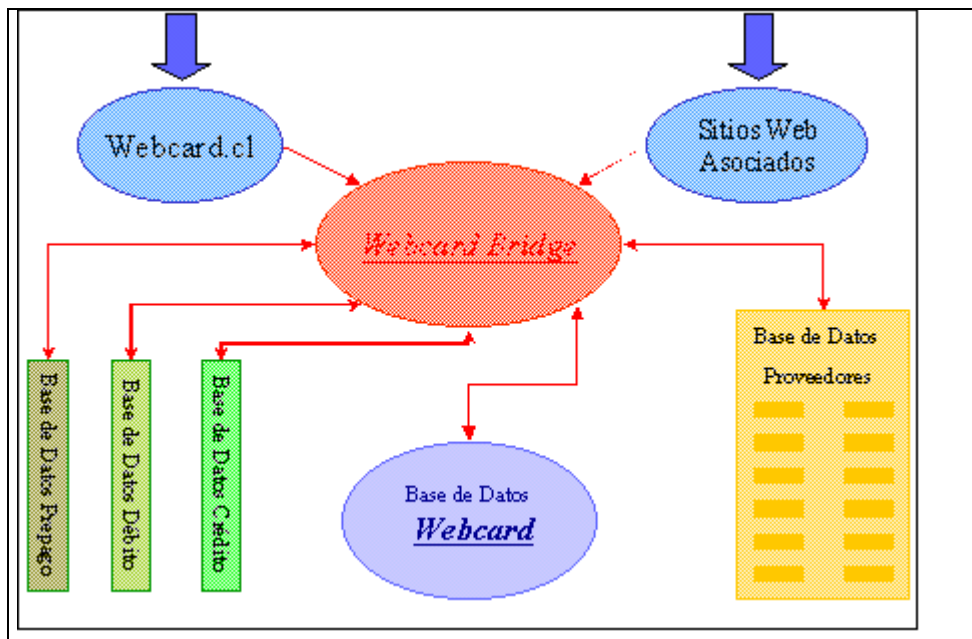 Webcard.cl
Sitios Web
Asociados
Webcard Bridge
Base de Datos Prepago
Base de Datos Débito
Base de Datos Crédito
Base de Datos
Webcard
Base de Datos
Proveedores